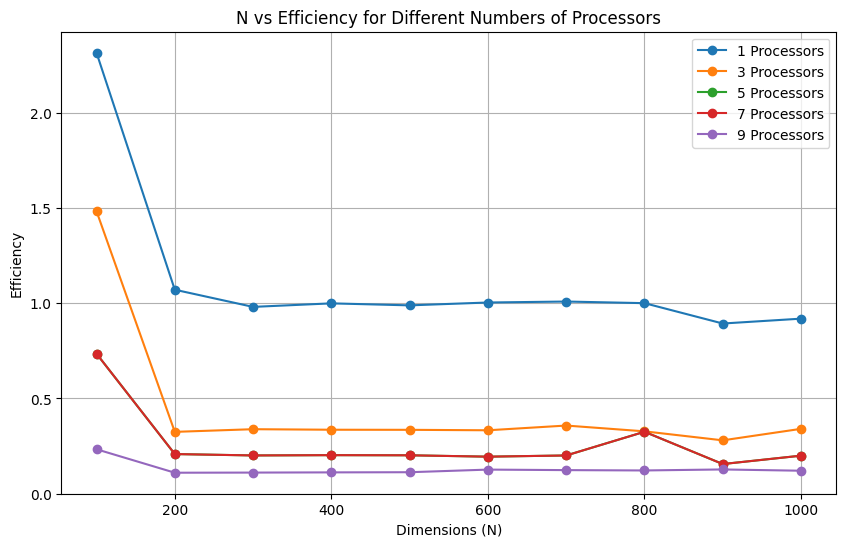 N vs Efficiency for Different Numbers of Processors
1 Processors
3 Processors
5 Processors
7 Processors
9 Processors
Efficiency
2.0
1.5
1.0
0.5
0.0
200
400
600
800
1000
Dimensions (N)